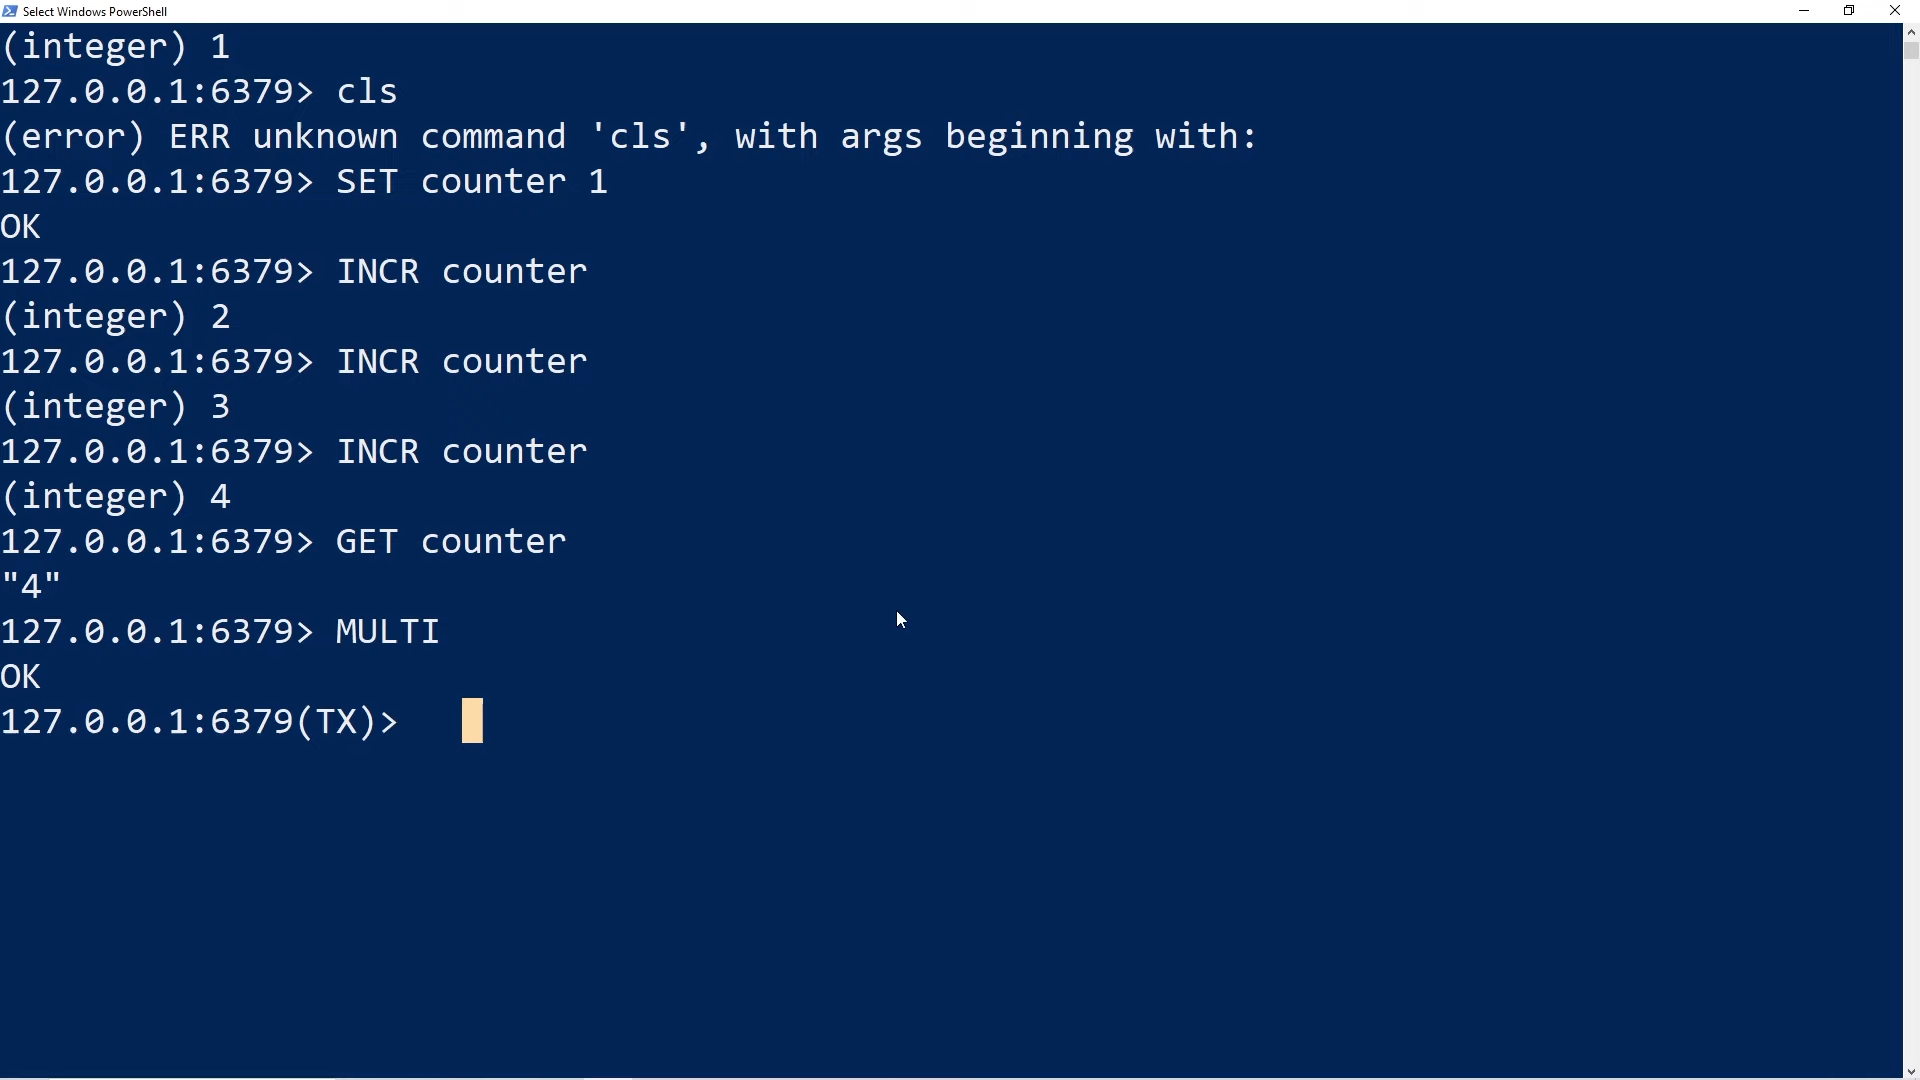 Select Windows PowerShell
(integer) 1
127.0.0.1:6379> cls
(error) ERR unknown command 'cls', with args beginning with:
127.0.0.1:6379> SET counter 1
OK
127.0.0.1:6379> INCR counter
(integer) 2
127.0.0.1:6379> INCR counter
(integer) 3
127.0.0.1:6379> INCR counter
(integer) 4
127.0.0.1:6379> GET counter
"4"
127.0.0.1:6379> MULTI
OK
127.0.0.1:6379(TX)>